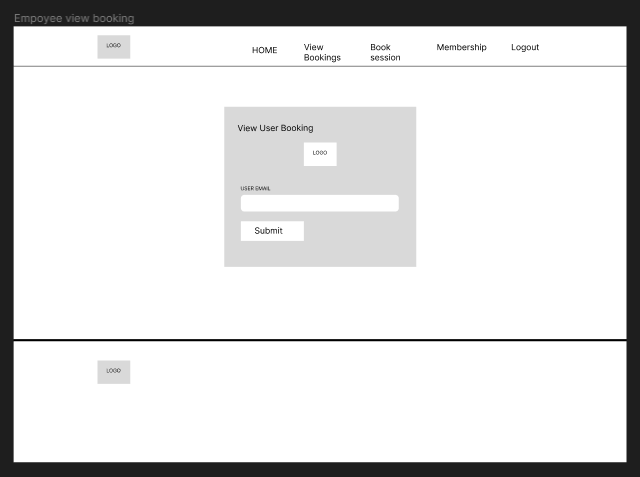 Empoyee view booking
LOGO
HOME
View
Bookings
Book
session
Membership
Logout
View User Booking
LOGO
USER EMAIL
Submit
LOGO